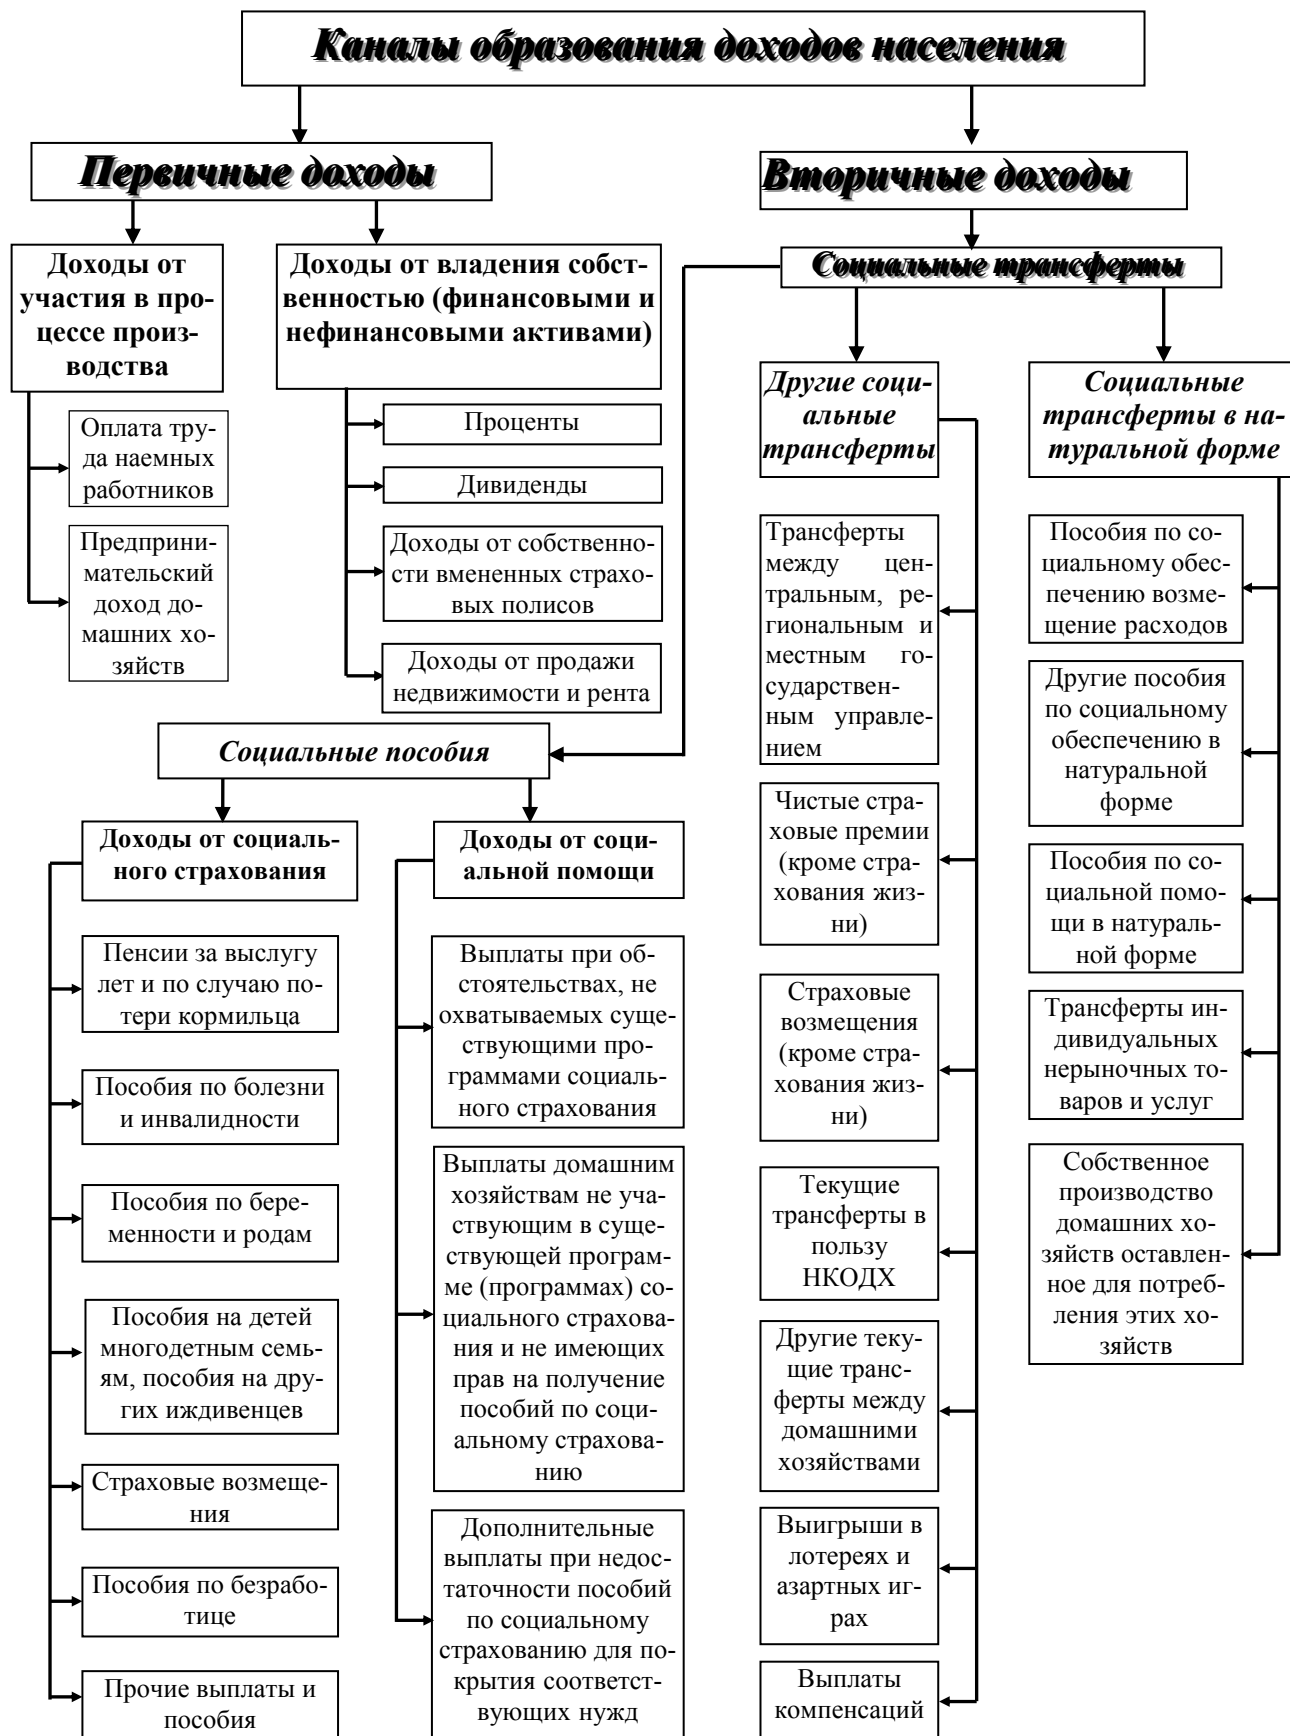 Каналы образования доходов населения
Первичные доходы
Вторичные доходы
Доходы от
участия в про-
цессе произ-
водства
Доходы от владения собст-
венностью (финансовыми и
нефинансовыми активами)
Социальные трансферты
Оплата тру-
да наемных
работников
Предприни-
мательский
доход до-
машних хо-
зяйств
Проценты
Дивиденды
Доходы от собственно-
сти вмененных страхо-
вых полисов
Доходы от продажи
недвижимости и рента
Другие соци-
альные
трансферты
Социальные
трансферты в на-
туральной форме
Трансферты
между цен-
тральным, ре-
гиональным и
местным го-
сударствен-
ным управле-
нием
Чистые стра-
ховые премии
(кроме стра-
хования жиз-
ни)
Страховые
возмещения
(кроме стра-
хования жиз-
ни)
Текущие
трансферты в
пользу
НКОДХ
Другие теку-
щие транс-
ферты между
домашними
хозяйствами
Выигрыши в
лотереях и
азартных иг-
рах
Выплаты
компенсаций
Пособия по со-
циальному обес-
печению возме-
щение расходов
Другие пособия
по социальному
обеспечению в
натуральной
форме
Пособия по со-
циальной помо-
щи в натураль-
ной форме
Трансферты ин-
дивидуальных
нерыночных то-
варов и услуг
Собственное
производство
домашних хо-
зяйств оставлен-
ное для потреб-
ления этих хо-
зяйств
Социальные пособия
Доходы от социаль-
ного страхования
Доходы от соци-
альной помощи
Пенсии за выслугу
лет и по случаю по-
тери кормильца
Пособия по болезни
и инвалидности
Пособия по бере-
менности и родам
Пособия на детей
многодетным семь-
ям, пособия на дру-
гих иждивенцев
Страховые возмеще-
ния
Пособия по безрабо-
тице
Прочие выплаты и
пособия
Выплаты при об-
стоятельствах, не
охватываемых суще-
ствующими про-
граммами социаль-
ного страхования
Выплаты домашним
хозяйствам не уча-
ствующим в суще-
ствующей програм-
ме (программах) со-
циального страхова-
ния и не имеющих
прав на получение
пособий по соци-
альному страхова-
нию
Дополнительные
выплаты при недос-
таточности пособий
по социальному
страхованию для по-
крытия соответст-
вующих нужд